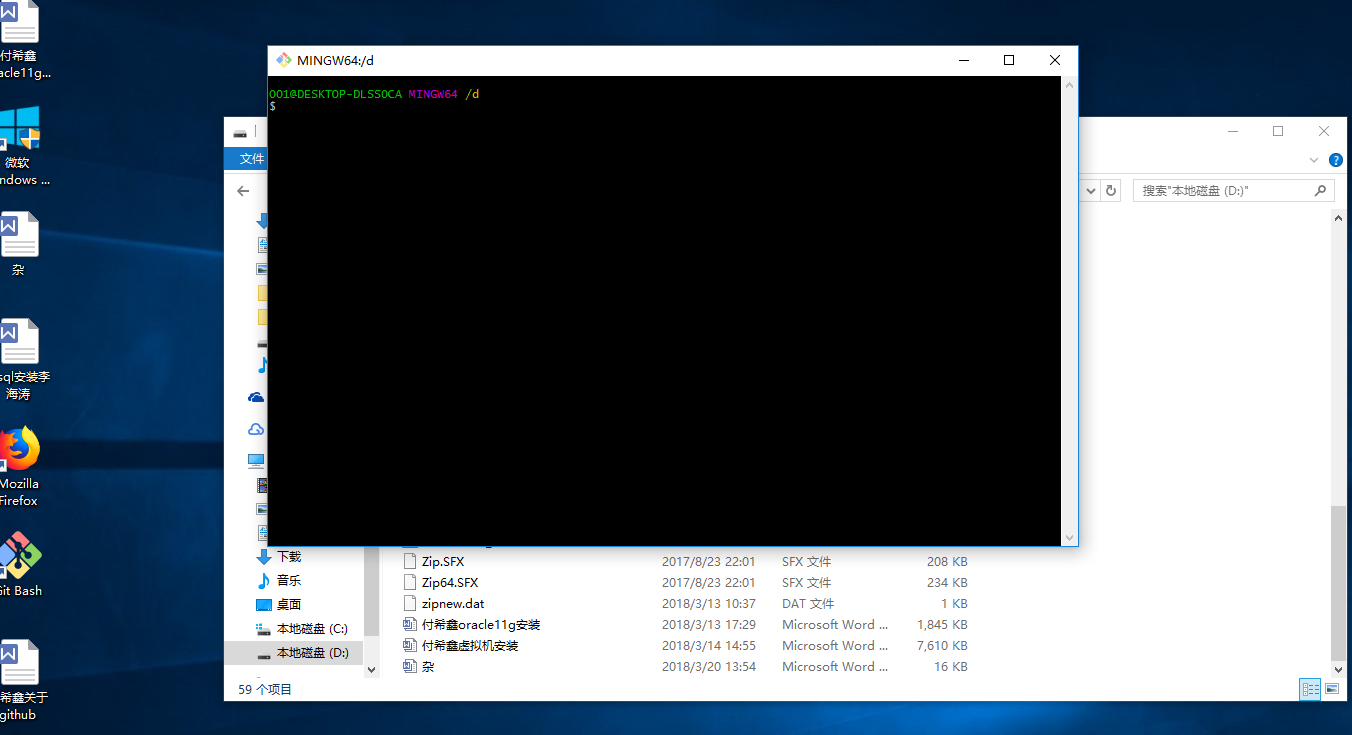 付希鑫
acle11g...
微软
ndows ...
杂
sql安装李
海涛
Mozilla
Firefox
Git Bash
希鑫关于
github
MINGW64:/d
001@DESKTOP-DLSSOCA MINGW64 /d
$
文件
搜索"本地磁盘 (D:)"
下载
音乐
桌面
本地磁盘 (C:)
本地磁盘 (D:)
Zip.SFX 2017/8/23 22:01 SFX 文件 208 KB
Zip64.SFX 2017/8/23 22:01 SFX 文件 234 KB
zipnew.dat 2018/3/13 10:37 DAT 文件 1 KB
付希鑫oracle11g安装 2018/3/13 17:29 Microsoft Word ... 1,845 KB
付希鑫虚拟机安装 2018/3/14 14:55 Microsoft Word ... 7,610 KB
杂 2018/3/20 13:54 Microsoft Word ... 16 KB
59 个项目